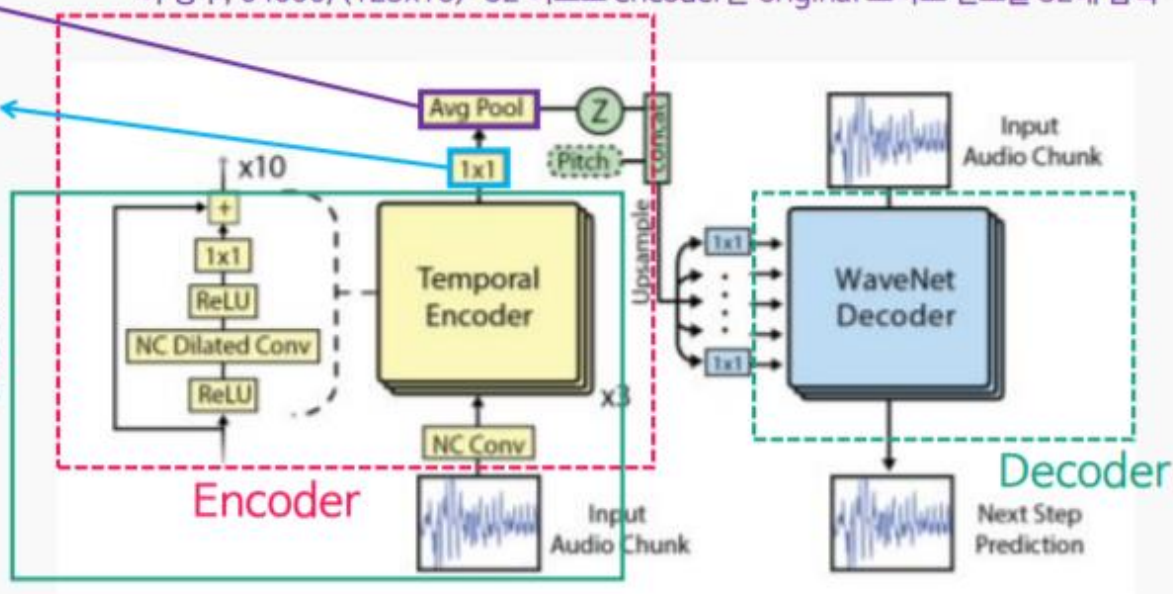 Avg Pool
Z
concat
Pitch
1x1
x10
+
1x1
ReLU
NC Dilated Conv
ReLU
Temporal
Encoder
x3
NC Conv
Input
Audio Chunk
Encoder
Upsample
1x1
1x1
Input
Audio Chunk
WaveNet
Decoder
Decoder
Next Step
Prediction